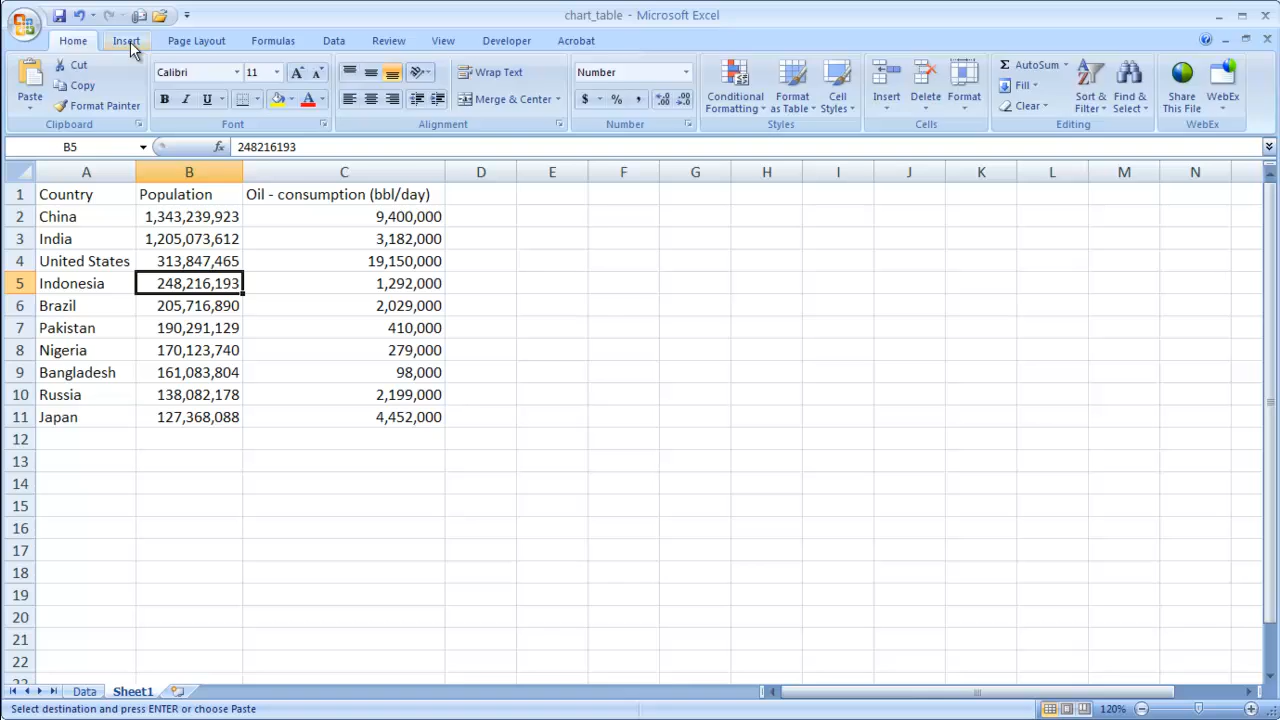 chart_table - Microsoft Excel
Home Insert Page Layout Formulas Data Review View Developer Acrobat
Paste
Cut
Copy
Format Painter
Clipboard
Calibri 11
B I U A
Font
Wrap Text
Merge & Center
Alignment
Number
$ % ,
Number
Conditional Formatting
Format as Table
Cell Styles
Styles
Insert Delete Format
Cells
AutoSum
Fill
Clear
Sort & Filter
Find & Select
Editing
Share This File
WebEx
WebEx
B5 fx 248216193
A B C D E F G H I J K L M N
1 Country Population Oil - consumption (bbl/day)
2 China 1,343,239,923 9,400,000
3 India 1,205,073,612 3,182,000
4 United States 313,847,465 19,150,000
5 Indonesia 248,216,193 1,292,000
6 Brazil 205,716,890 2,029,000
7 Pakistan 190,291,129 410,000
8 Nigeria 170,123,740 279,000
9 Bangladesh 161,083,804 98,000
10 Russia 138,082,178 2,199,000
11 Japan 127,368,088 4,452,000
12
13
14
15
16
17
18
19
20
21
22
Data Sheet1
Select destination and press ENTER or choose Paste 120%